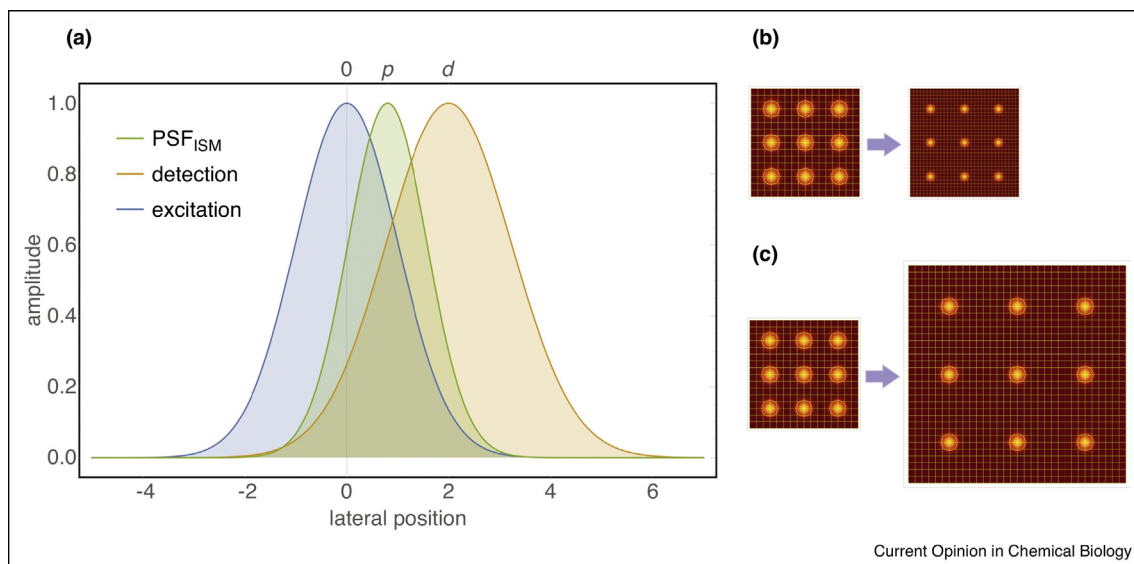 (a)
0 p d
1.0
0.8
0.6
0.4
0.2
0.0
amplitude
PSFISM
detection
excitation
-4 -2 0 2 4 6
lateral position
(b)
(c)
Current Opinion in Chemical Biology